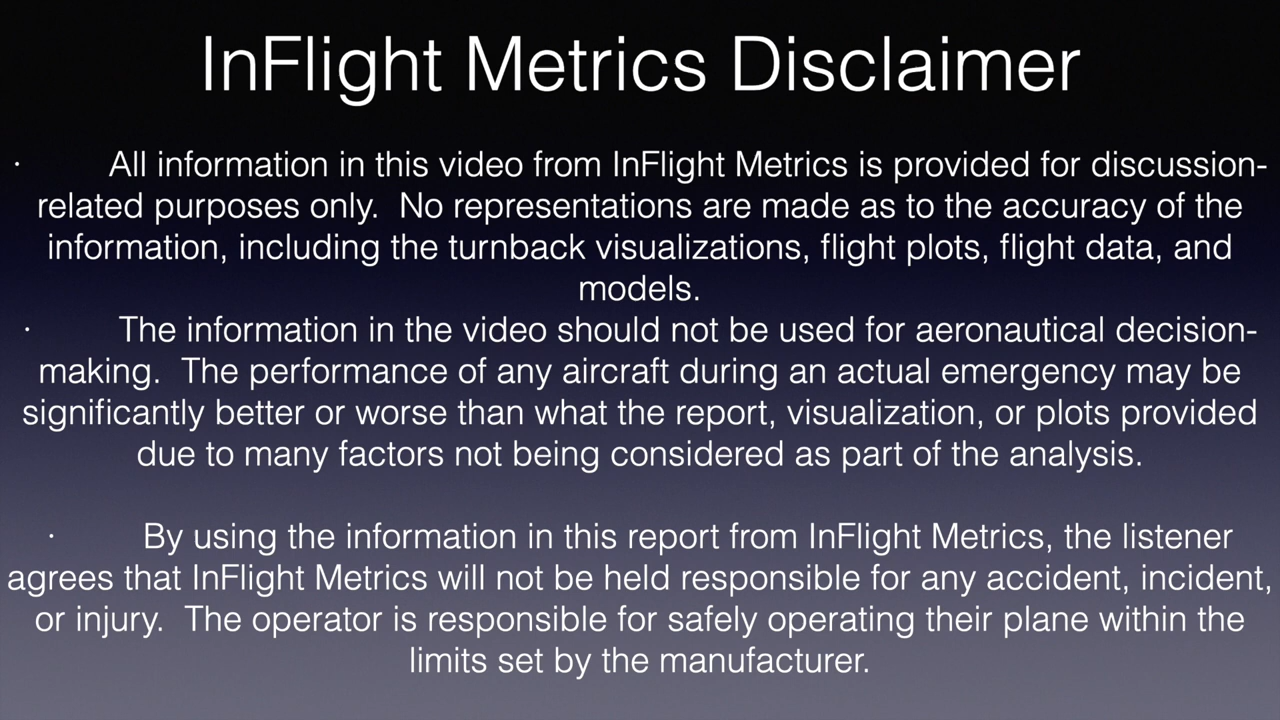 InFlight Metrics Disclaimer
· All information in this video from InFlight Metrics is provided for discussion-
related purposes only.  No representations are made as to the accuracy of the
information, including the turnback visualizations, flight plots, flight data, and
models.
· The information in the video should not be used for aeronautical decision-
making.  The performance of any aircraft during an actual emergency may be
significantly better or worse than what the report, visualization, or plots provided
due to many factors not being considered as part of the analysis.
· By using the information in this report from InFlight Metrics, the listener
agrees that InFlight Metrics will not be held responsible for any accident, incident,
or injury.  The operator is responsible for safely operating their plane within the
limits set by the manufacturer.